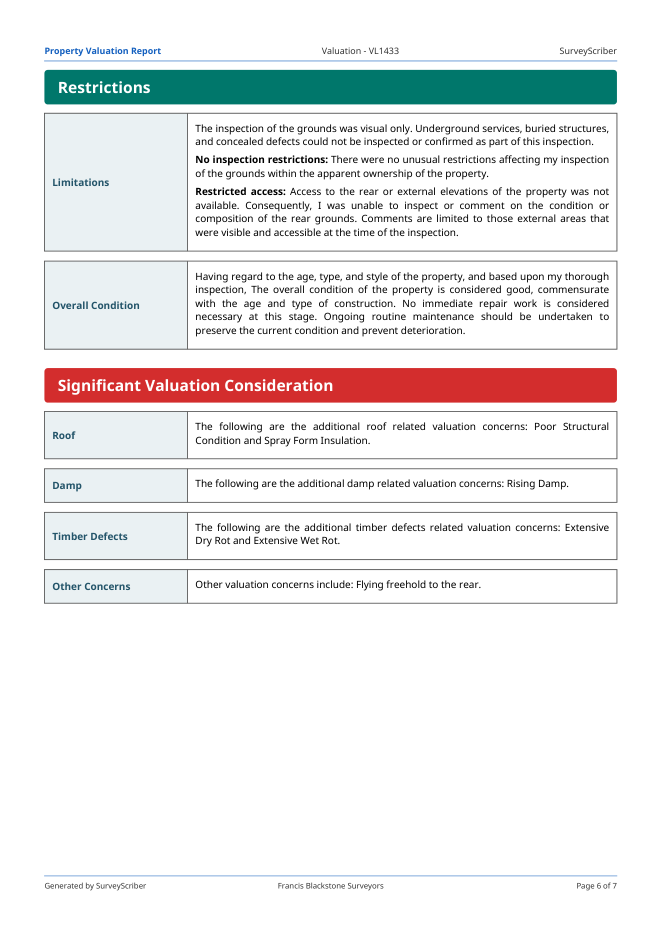 Property Valuation Report
Valuation - VL1433
SurveyScriber
Restrictions
Limitations
The inspection of the grounds was visual only. Underground services, buried structures,
and concealed defects could not be inspected or confirmed as part of this inspection.
No inspection restrictions: There were no unusual restrictions affecting my inspection
of the grounds within the apparent ownership of the property.
Restricted access: Access to the rear or external elevations of the property was not
available. Consequently, I was unable to inspect or comment on the condition or
composition of the rear grounds. Comments are limited to those external areas that
were visible and accessible at the time of the inspection.
Overall Condition
Having regard to the age, type, and style of the property, and based upon my thorough
inspection, The overall condition of the property is considered good, commensurate
with the age and type of construction. No immediate repair work is considered
necessary at this stage. Ongoing routine maintenance should be undertaken to
preserve the current condition and prevent deterioration.
Significant Valuation Consideration
Roof
The following are the additional roof related valuation concerns: Poor Structural
Condition and Spray Form Insulation.
Damp
The following are the additional damp related valuation concerns: Rising Damp.
Timber Defects
The following are the additional timber defects related valuation concerns: Extensive
Dry Rot and Extensive Wet Rot.
Other Concerns
Other valuation concerns include: Flying freehold to the rear.
Generated by SurveyScriber
Francis Blackstone Surveyors
Page 6 of 7